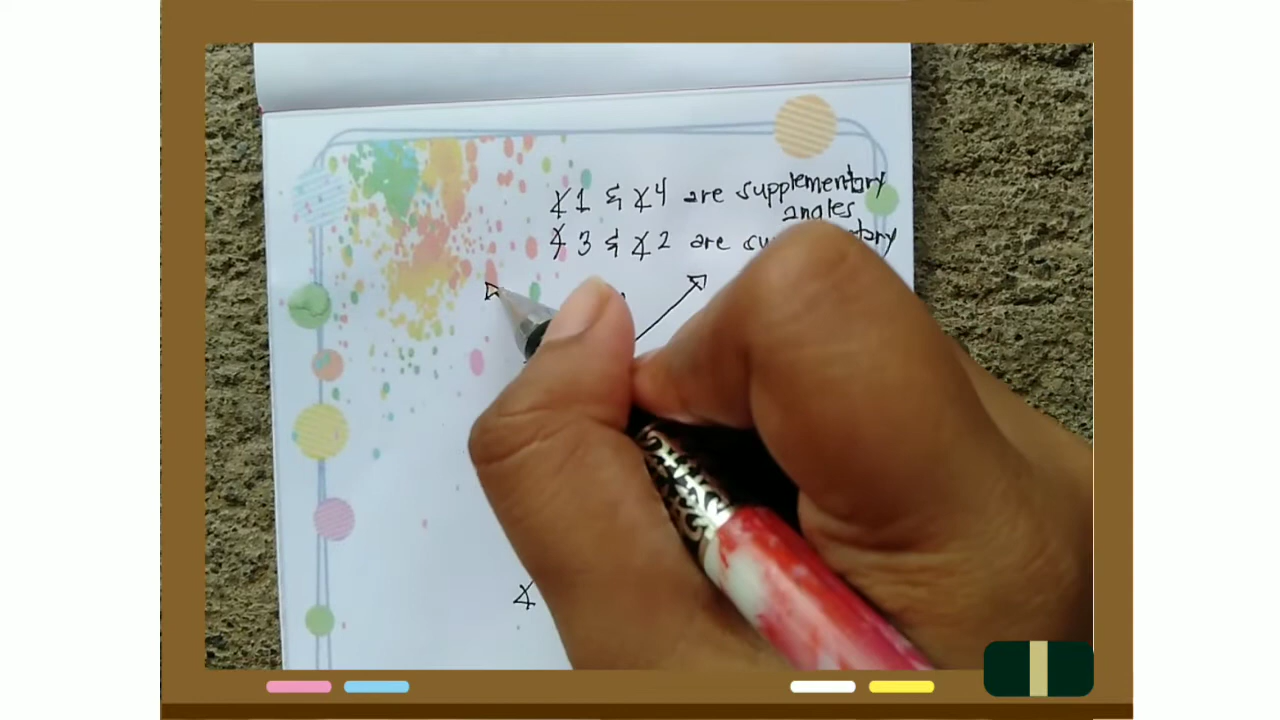 ∡1 & ∡4 are supplementary
angles
∡3 & ∡2 are
∡